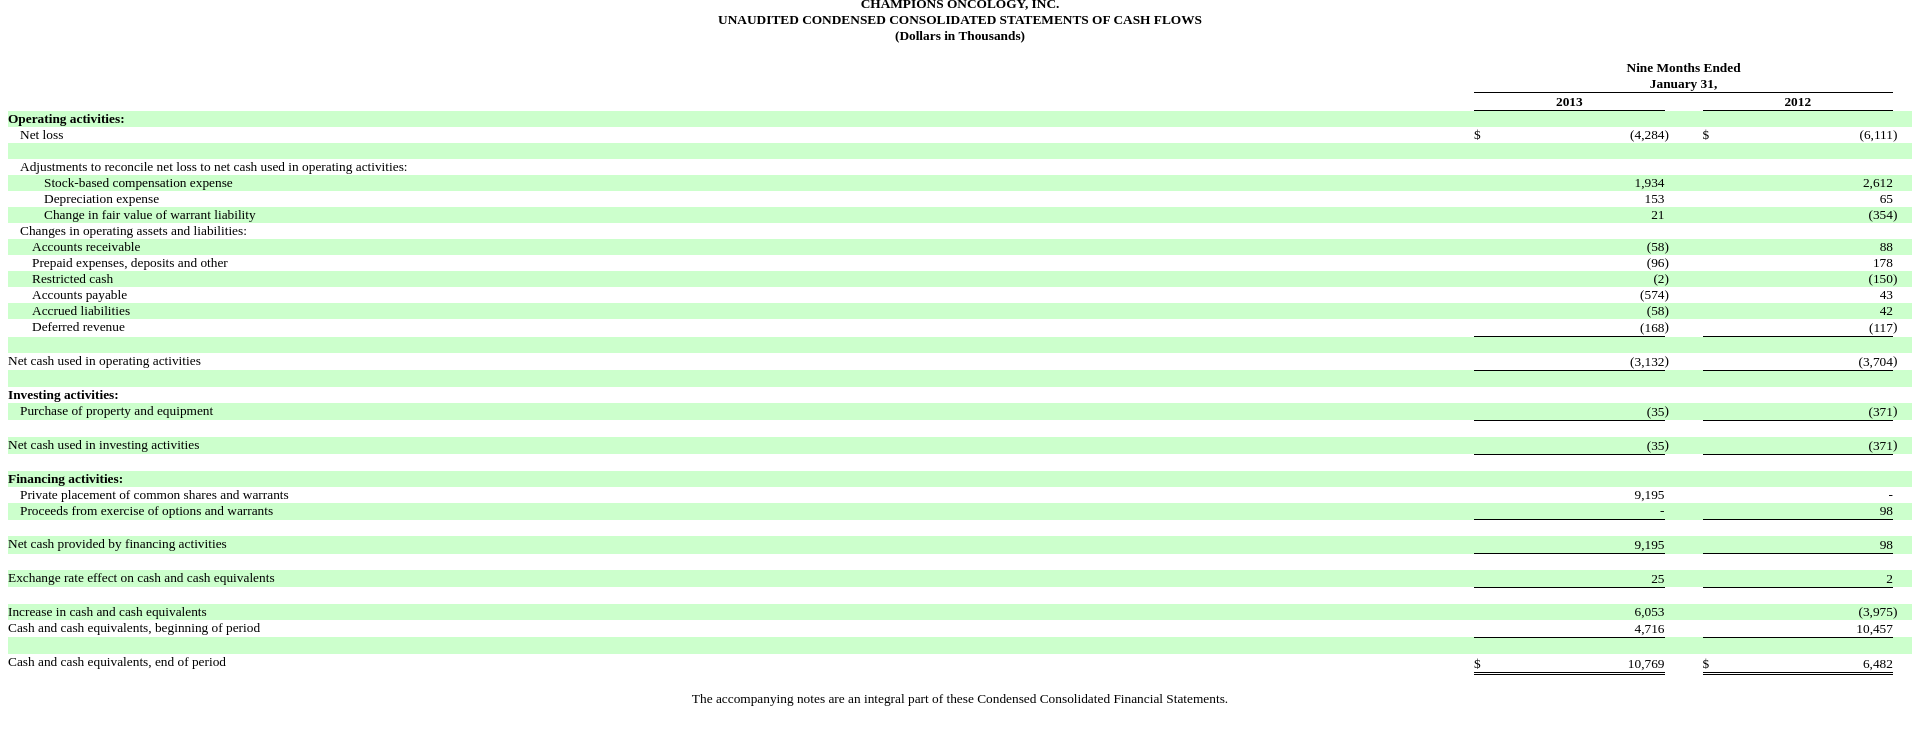 CHAMPIONS ONCOLOGY, INC.
UNAUDITED CONDENSED CONSOLIDATED STATEMENTS OF CASH FLOWS
(Dollars in Thousands)
Nine Months Ended
January 31,
2013 2012
Operating activities:
Net loss $ (4,284) $ (6,111)
Adjustments to reconcile net loss to net cash used in operating activities:
Stock-based compensation expense 1,934 2,612
Depreciation expense 153 65
Change in fair value of warrant liability 21 (354)
Changes in operating assets and liabilities:
Accounts receivable (58) 88
Prepaid expenses, deposits and other (96) 178
Restricted cash (2) (150)
Accounts payable (574) 43
Accrued liabilities (58) 42
Deferred revenue (168) (117)
Net cash used in operating activities (3,132) (3,704)
Investing activities:
Purchase of property and equipment (35) (371)
Net cash used in investing activities (35) (371)
Financing activities:
Private placement of common shares and warrants 9,195 -
Proceeds from exercise of options and warrants - 98
Net cash provided by financing activities 9,195 98
Exchange rate effect on cash and cash equivalents 25 2
Increase in cash and cash equivalents 6,053 (3,975)
Cash and cash equivalents, beginning of period 4,716 10,457
Cash and cash equivalents, end of period $ 10,769 $ 6,482
The accompanying notes are an integral part of these Condensed Consolidated Financial Statements.